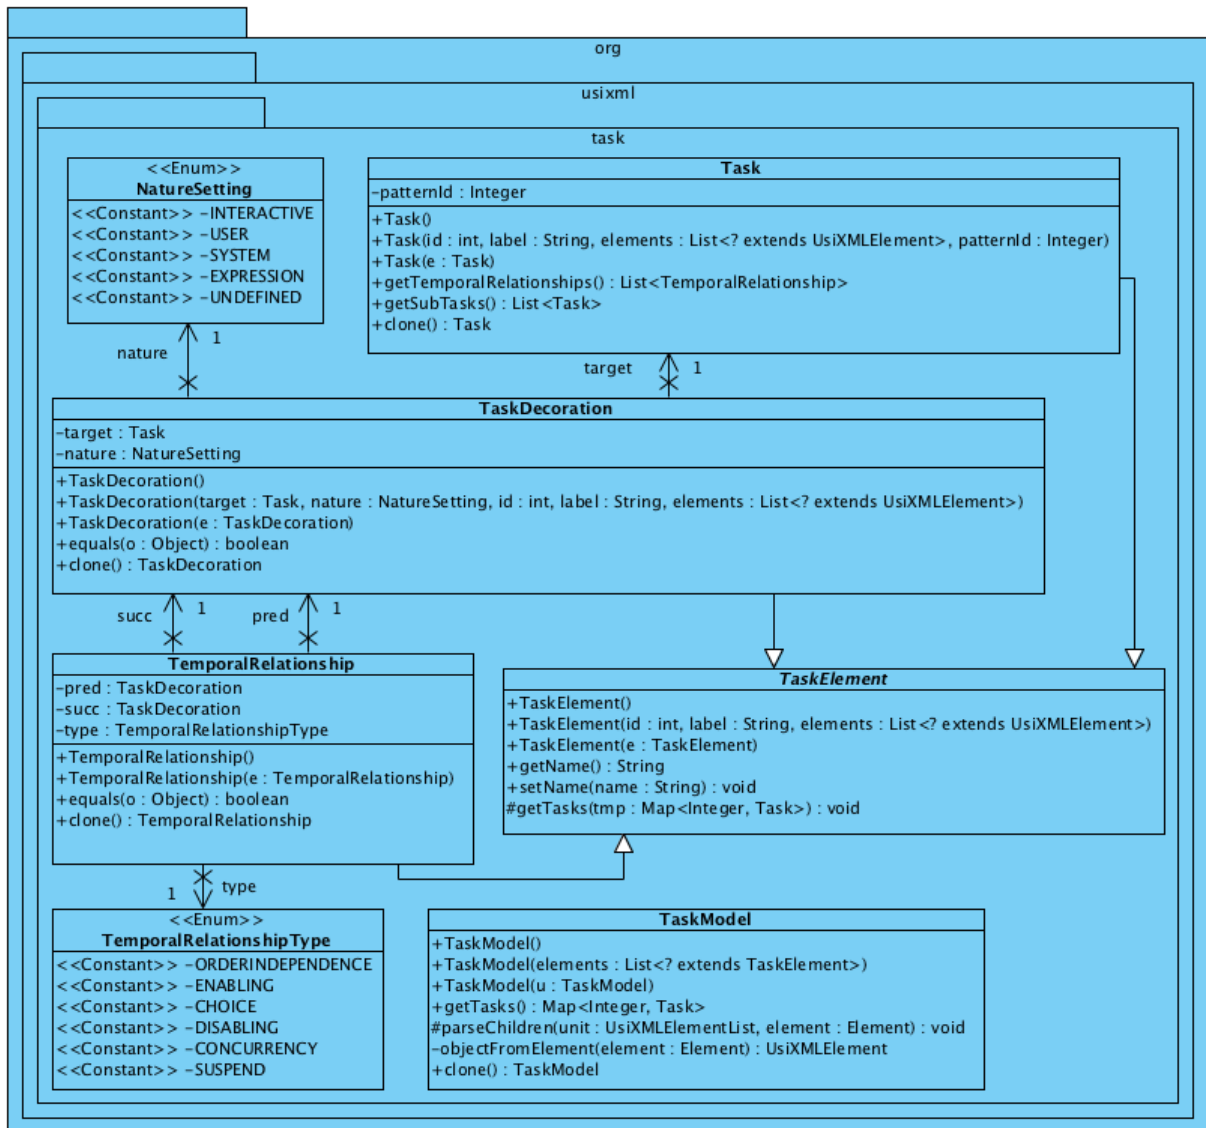 org
usixml
task
<<Enum>>
NatureSetting
<<Constant>> -INTERACTIVE
<<Constant>> -USER
<<Constant>> -SYSTEM
<<Constant>> -EXPRESSION
<<Constant>> -UNDEFINED
Task
-patternId : Integer
+Task()
+Task(id : int, label : String, elements : List<? extends UsiXMLElement>, patternId : Integer)
+Task(e : Task)
+getTemporalRelationships() : List<TemporalRelationship>
+getSubTasks() : List<Task>
+clone() : Task
nature
1
target
1
TaskDecoration
-target : Task
-nature : NatureSetting
+TaskDecoration()
+TaskDecoration(target : Task, nature : NatureSetting, id : int, label : String, elements : List<? extends UsiXMLElement>)
+TaskDecoration(e : TaskDecoration)
+equals(o : Object) : boolean
+clone() : TaskDecoration
succ
1
pred
1
TemporalRelationship
-pred : TaskDecoration
-succ : TaskDecoration
-type : TemporalRelationshipType
+TemporalRelationship()
+TemporalRelationship(e : TemporalRelationship)
+equals(o : Object) : boolean
+clone() : TemporalRelationship
TaskElement
+TaskElement()
+TaskElement(id : int, label : String, elements : List<? extends UsiXMLElement>)
+TaskElement(e : TaskElement)
+getName() : String
+setName(name : String) : void
#getTasks(tmp : Map<Integer, Task>) : void
1
type
<<Enum>>
TemporalRelationshipType
<<Constant>> -ORDERINDEPENDENCE
<<Constant>> -ENABLING
<<Constant>> -CHOICE
<<Constant>> -DISABLING
<<Constant>> -CONCURRENCY
<<Constant>> -SUSPEND
TaskModel
+TaskModel()
+TaskModel(elements : List<? extends TaskElement>)
+TaskModel(u : TaskModel)
+getTasks() : Map<Integer, Task>
#parseChildren(unit : UsiXMLElementList, element : Element) : void
-objectFromElement(element : Element) : UsiXMLElement
+clone() : TaskModel